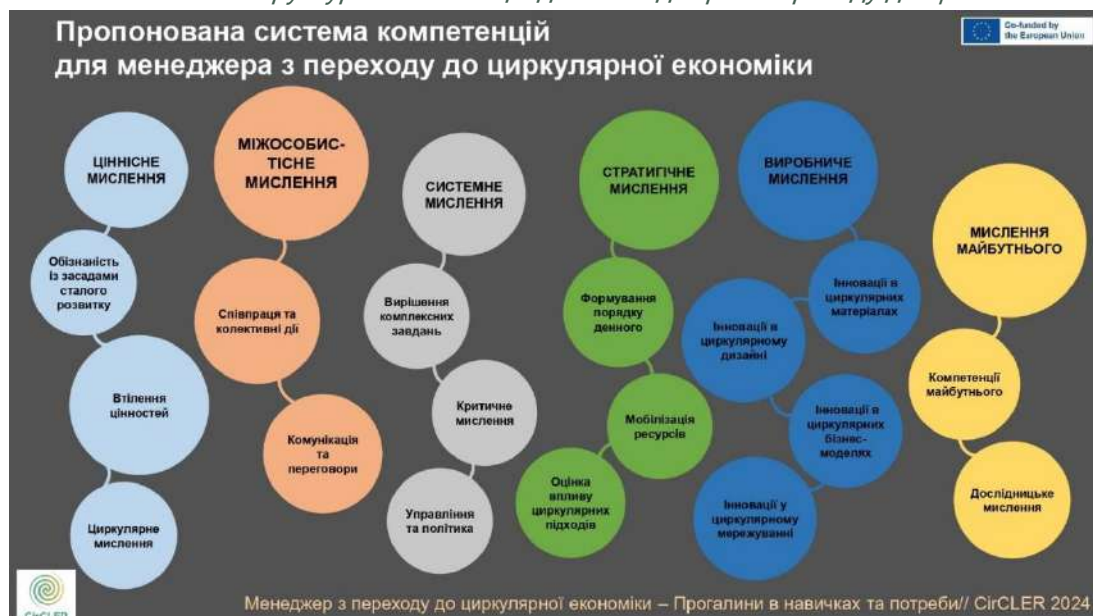 Пропонована система компетенцій
для менеджера з переходу до циркулярної економіки
Co-funded by
the European Union
ЦІННІСНЕ
МИСЛЕННЯ
Обізнаність
із засадами
сталого
розвитку
Втілення
цінностей
Циркулярне
мислення
МІЖОСОБИС-
ТІСНЕ
МИСЛЕННЯ
Співпраця та
колективні дії
Комунікація
та
переговори
СИСТЕМНЕ
МИСЛЕННЯ
Вирішення
комплексних
завдань
Критичне
мислення
Управління
та політика
СТРАТИГІЧНЕ
МИСЛЕННЯ
Формування
порядку
денного
Мобілізація
ресурсів
Оцінка
впливу
циркулярних
підходів
ВИРОБНИЧЕ
МИСЛЕННЯ
Інновації в
циркулярних
матеріалах
Інновації в
циркулярному
дизайні
Інновації в
циркулярних
бізнес-
моделях
Інновації у
циркулярному
мережуванні
МИСЛЕННЯ
МАЙБУТНЬОГО
Компетенції
майбутнього
Дослідницьке
мислення
CirCLER
Менеджер з переходу до циркулярної економіки – Прогалини в навичках та потреби// CirCLER 2024